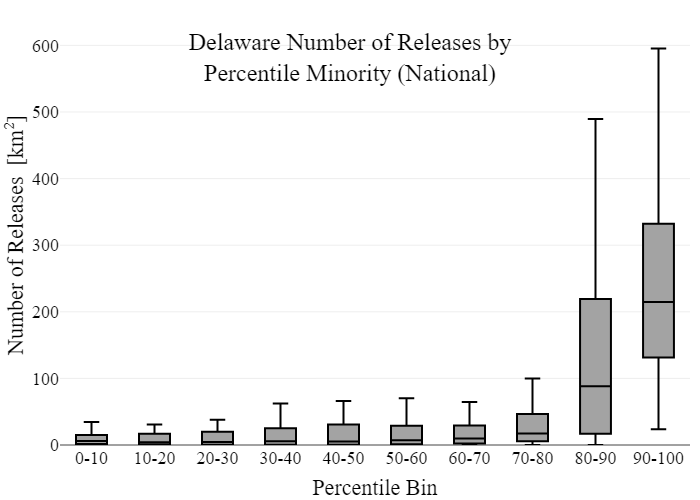 Delaware Number of Releases by
Percentile Minority (National)
Number of Releases [km²]
600
500
400
300
200
100
0
0-10 10-20 20-30 30-40 40-50 50-60 60-70 70-80 80-90 90-100
Percentile Bin